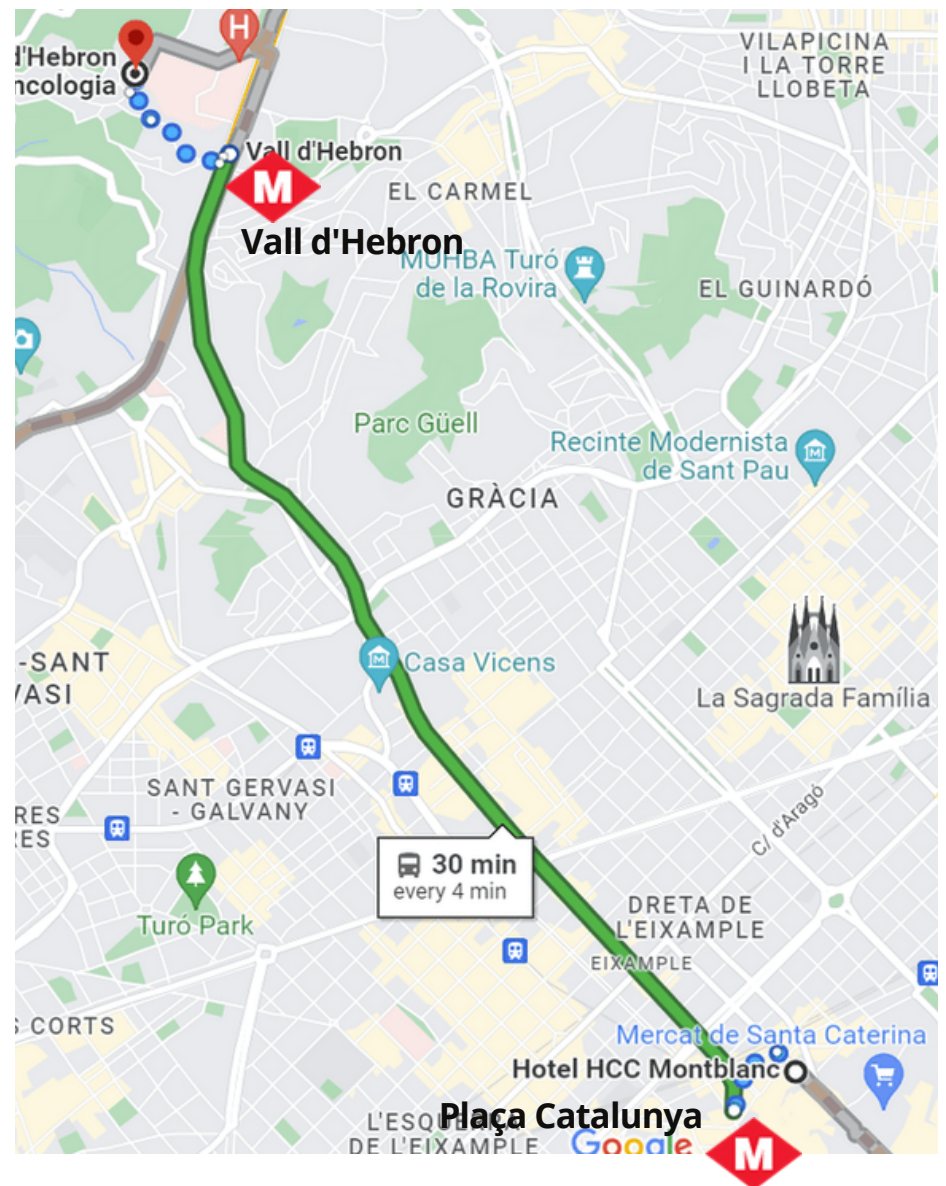 H
d'Hebron
ncologia
VILAPICINA
I LA TORRE
LLOBETA
Vall d'Hebron
M
EL CARMEL
Vall d'Hebron
MUHBA Turó
de la Rovira
EL GUINARDÓ
Parc Güell
Recinte Modernista
de Sant Pau
GRÀCIA
-SANT
VASI
Casa Vicens
La Sagrada Família
SANT GERVASI
- GALVANY
RES
RES
C/ d'Aragó
30 min
every 4 min
Turó Park
DRETA DE
L'EIXAMPLE
EIXAMPLE
S CORTS
Mercat de Santa Caterina
Hotel HCC Montblanc
Plaça Catalunya
DE L'EIXAMPLE
Google
M